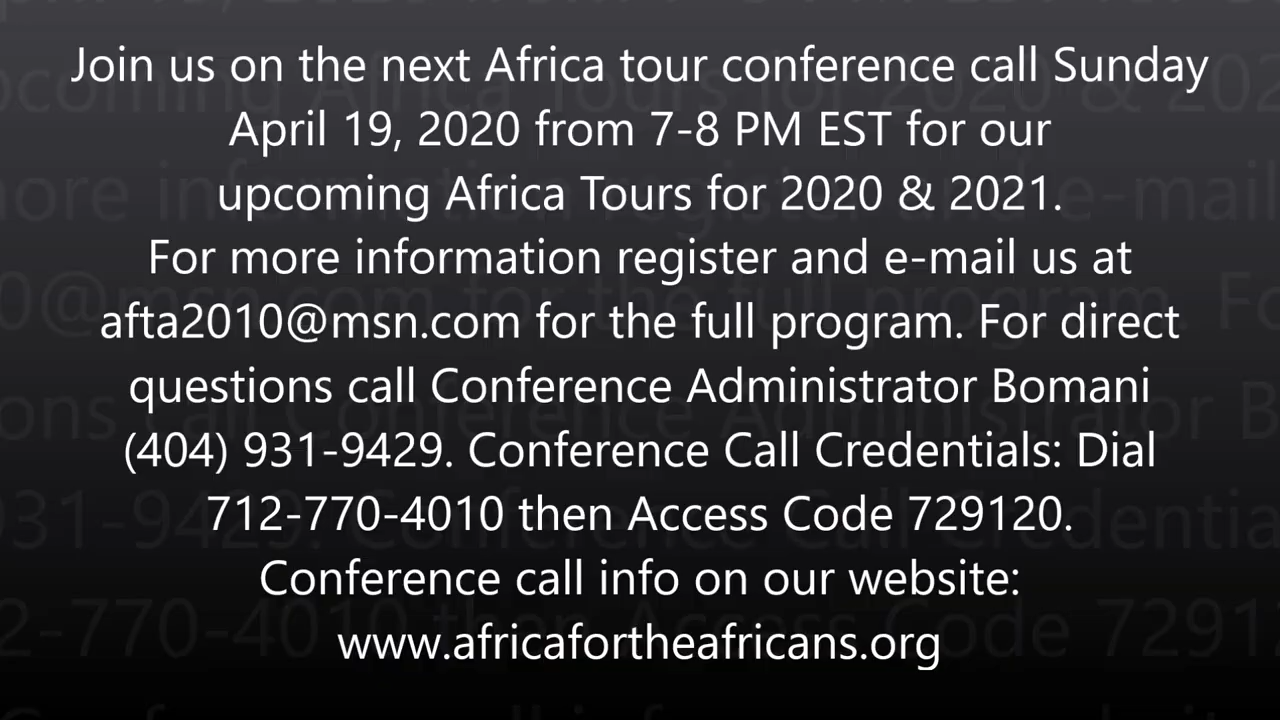 Join us on the next Africa tour conference call Sunday
April 19, 2020 from 7-8 PM EST for our
upcoming Africa Tours for 2020 & 2021.
For more information register and e-mail us at
afta2010@msn.com for the full program. For direct
questions call Conference Administrator Bomani
(404) 931-9429. Conference Call Credentials: Dial
712-770-4010 then Access Code 729120.
Conference call info on our website:
www.africafortheafricans.org